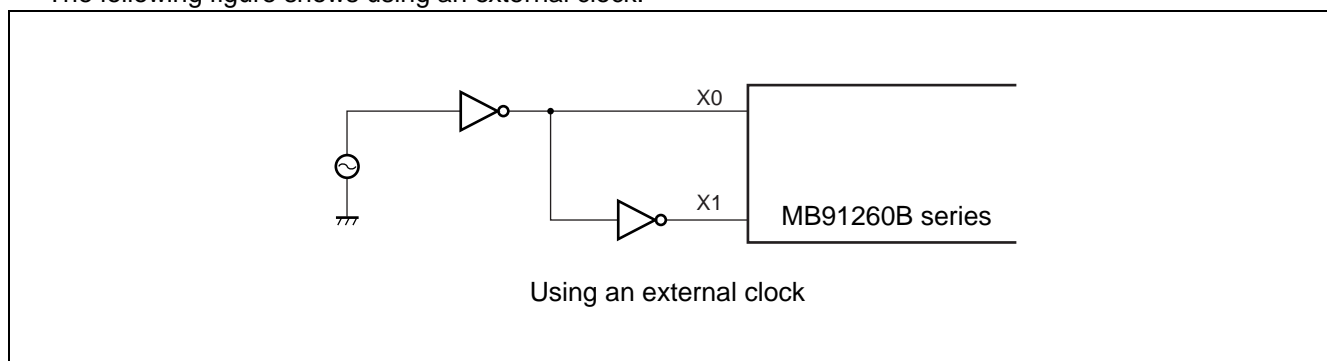 The following figure shows using an external clock.
X0
X1
MB91260B series
Using an external clock